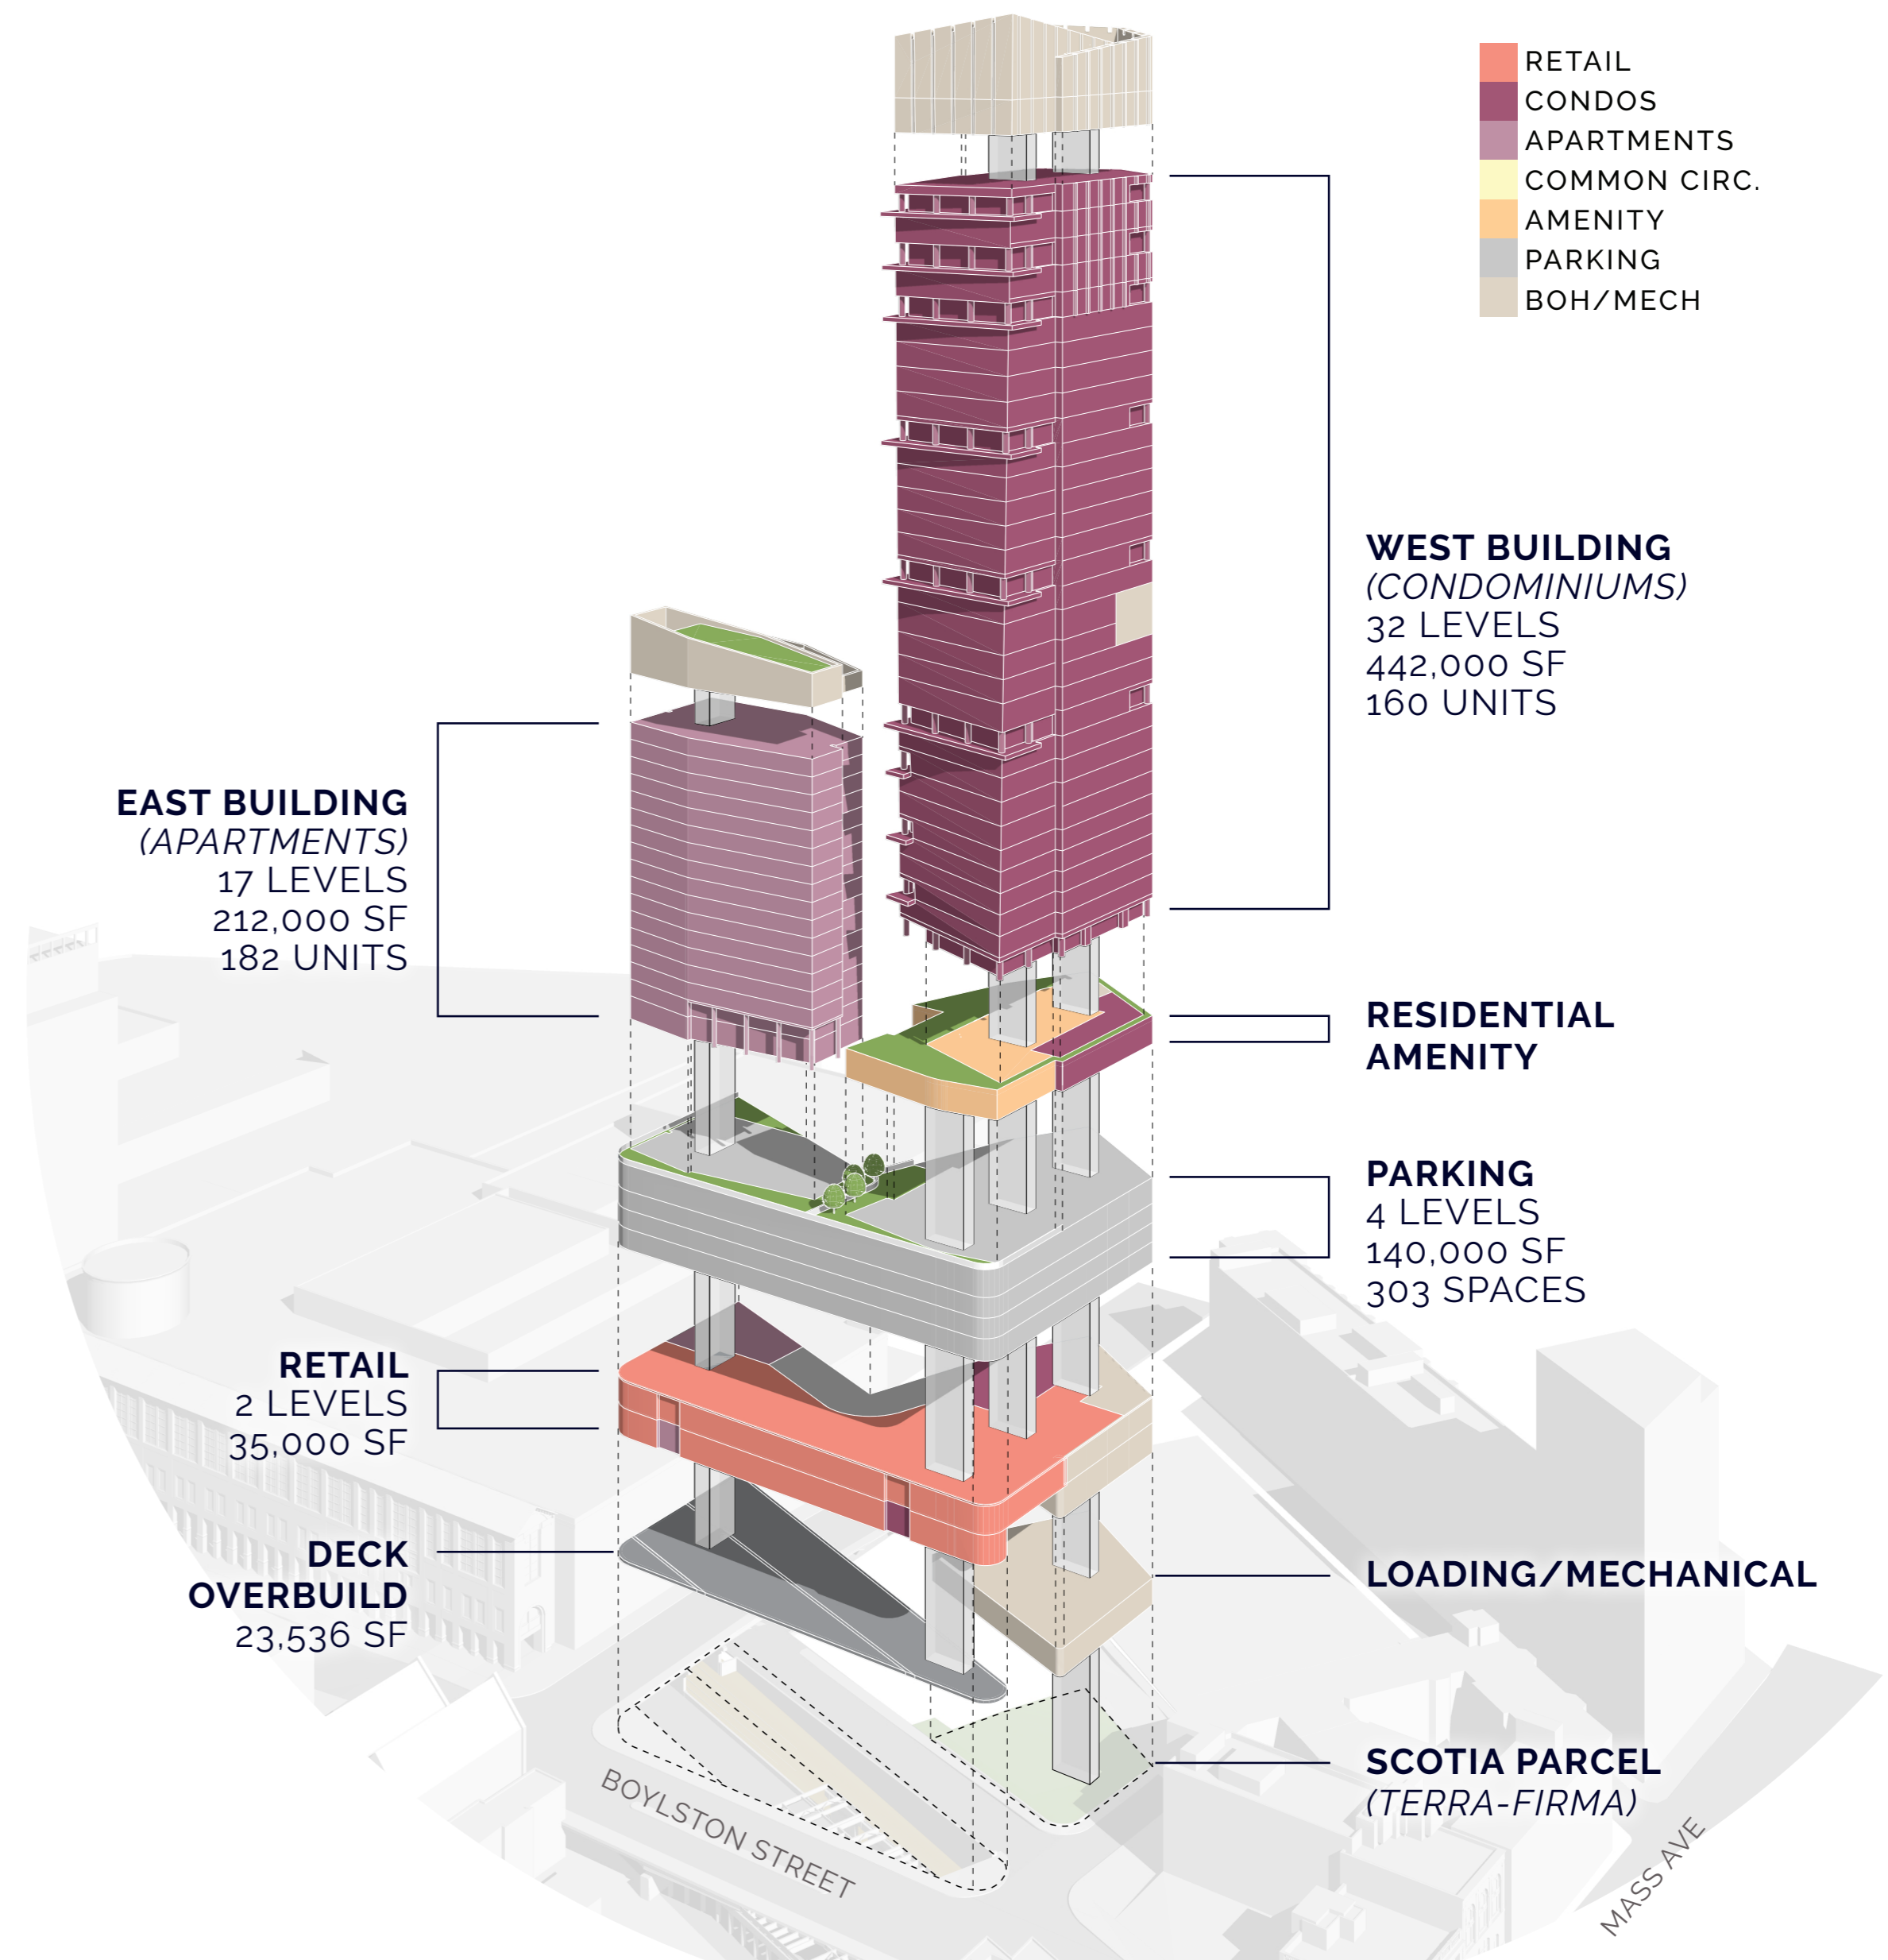 RETAIL
CONDOS
APARTMENTS
COMMON CIRC.
AMENITY
PARKING
BOH/MECH
WEST BUILDING
(CONDOMINIUMS)
32 LEVELS
442,000 SF
160 UNITS
EAST BUILDING
(APARTMENTS)
17 LEVELS
212,000 SF
182 UNITS
RESIDENTIAL
AMENITY
PARKING
4 LEVELS
140,000 SF
303 SPACES
RETAIL
2 LEVELS
35,000 SF
DECK
OVERBUILD
23,536 SF
LOADING/MECHANICAL
SCOTIA PARCEL
(TERRA-FIRMA)
BOYLSTON STREET
MASS AVE